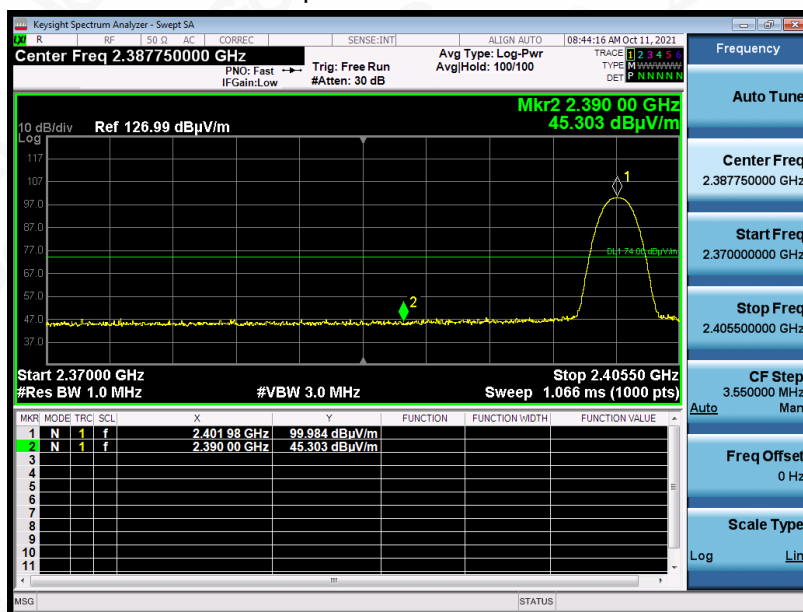 Keysight Spectrum Analyzer - Swept SA
LXI R RF 50 Ω AC CORREC SENSE:INT ALIGN AUTO 08:44:16 AM Oct 11, 2021
Center Freq 2.387750000 GHz
PNO: Fast
IFGain:Low
Trig: Free Run
#Atten: 30 dB
Avg Type: Log-Pwr
Avg|Hold: 100/100
TRACE 1 2 3 4 5 6
TYPE M WWWWW
DET P N N N N N
Mkr2 2.390 00 GHz
45.303 dBµV/m
10 dB/div Ref 126.99 dBµV/m
Log
117
107
97.0
87.0
77.0
67.0
57.0
47.0
37.0
1
DL1 74.00 dBµV/m
2
Start 2.37000 GHz Stop 2.40550 GHz
#Res BW 1.0 MHz #VBW 3.0 MHz Sweep 1.066 ms (1000 pts)
MKR MODE TRC SCL X Y FUNCTION FUNCTION WIDTH FUNCTION VALUE
1 N 1 f 2.401 98 GHz 99.984 dBµV/m
2 N 1 f 2.390 00 GHz 45.303 dBµV/m
3
4
5
6
7
8
9
10
11
MSG STATUS
Frequency
Auto Tune
Center Freq
2.387750000 GHz
Start Freq
2.370000000 GHz
Stop Freq
2.405500000 GHz
CF Step
3.550000 MHz
Auto Man
Freq Offset
0 Hz
Scale Type
Log Lin